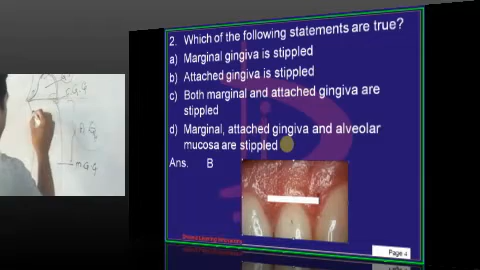 2. Which of the following statements are true?
a) Marginal gingiva is stippled
b) Attached gingiva is stippled
c) Both marginal and attached gingiva are
stippled
d) Marginal, attached gingiva and alveolar
mucosa are stippled
Ans. B
Page 4